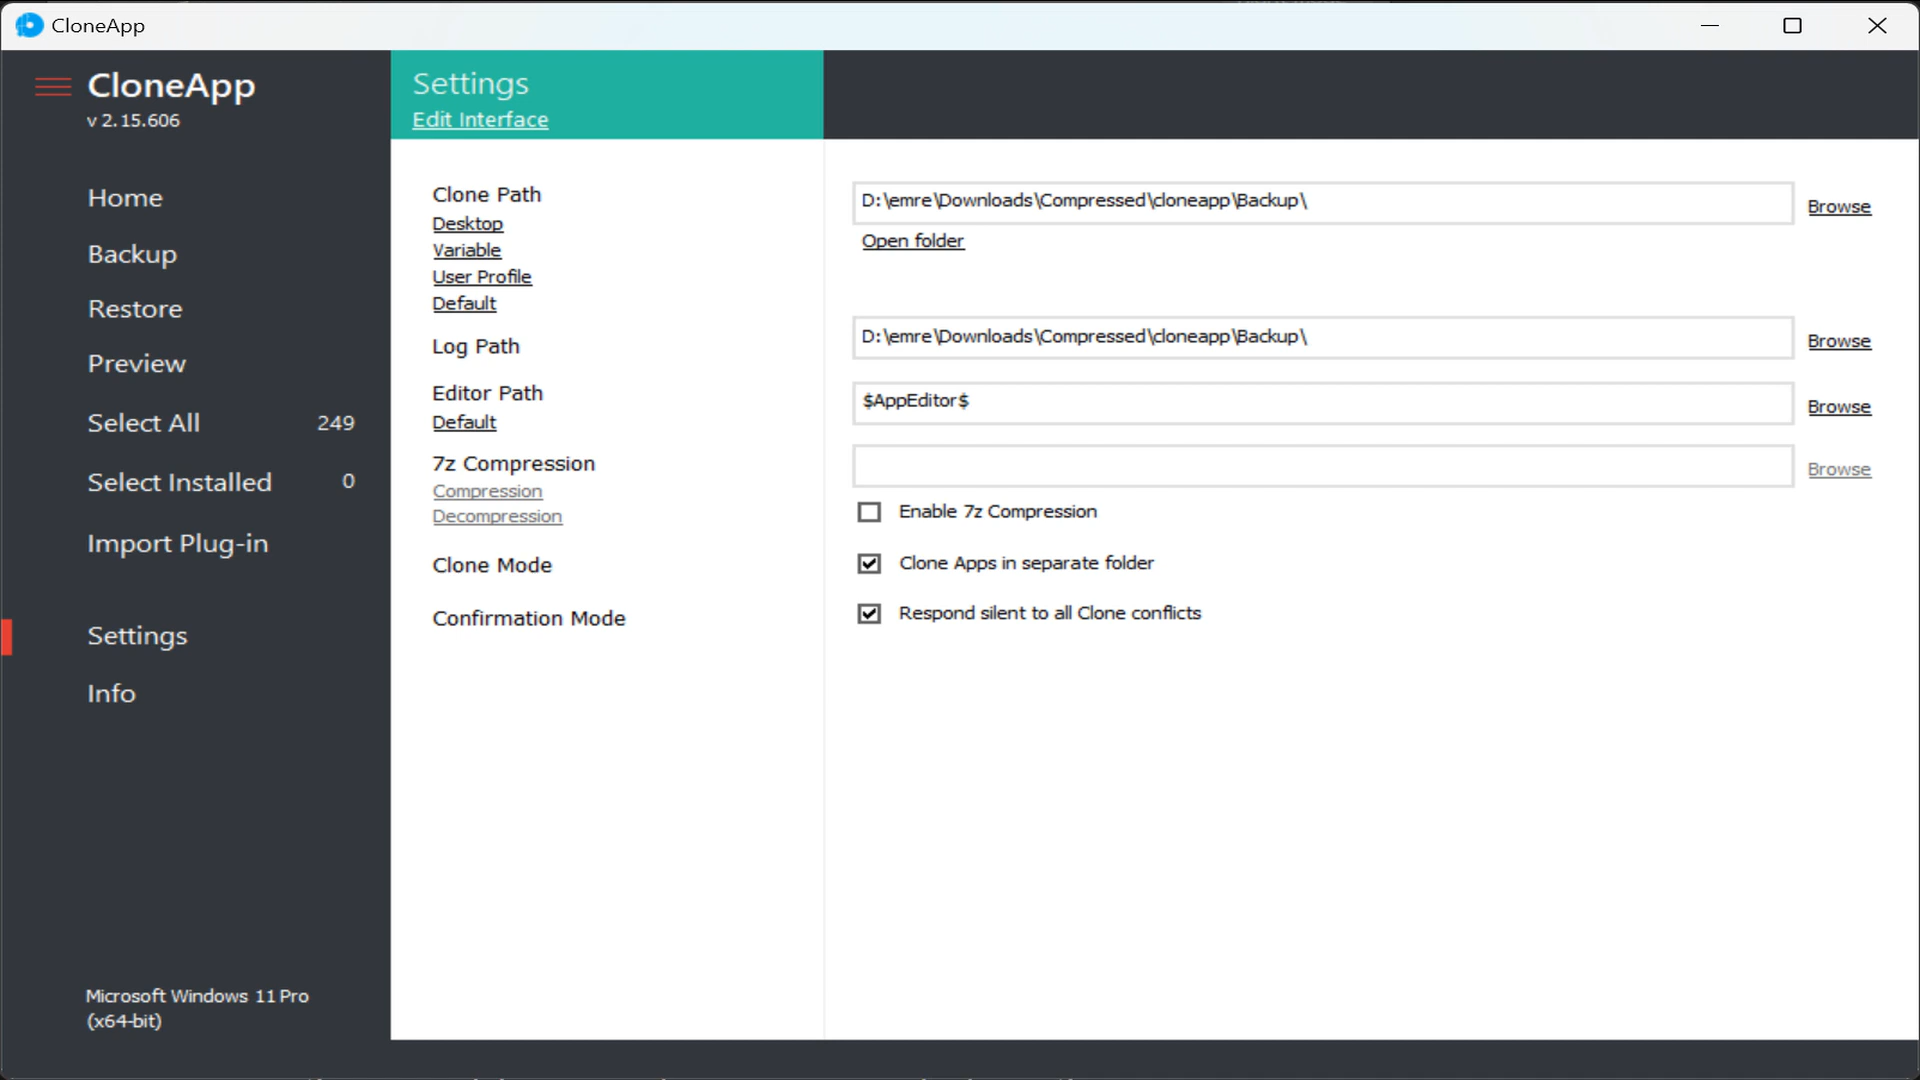 CloneApp
CloneApp
v 2.15.606
Home
Backup
Restore
Preview
Select All 249
Select Installed 0
Import Plug-in
Settings
Info
Microsoft Windows 11 Pro
(x64-bit)
Settings
Edit Interface
Clone Path
Desktop
Variable
User Profile
Default
Log Path
Editor Path
Default
7z Compression
Compression
Decompression
Clone Mode
Confirmation Mode
D:\emre\Downloads\Compressed\cloneapp\Backup\ Browse
Open folder
D:\emre\Downloads\Compressed\cloneapp\Backup\ Browse
$AppEditor$ Browse
Browse
Enable 7z Compression
Clone Apps in separate folder
Respond silent to all Clone conflicts